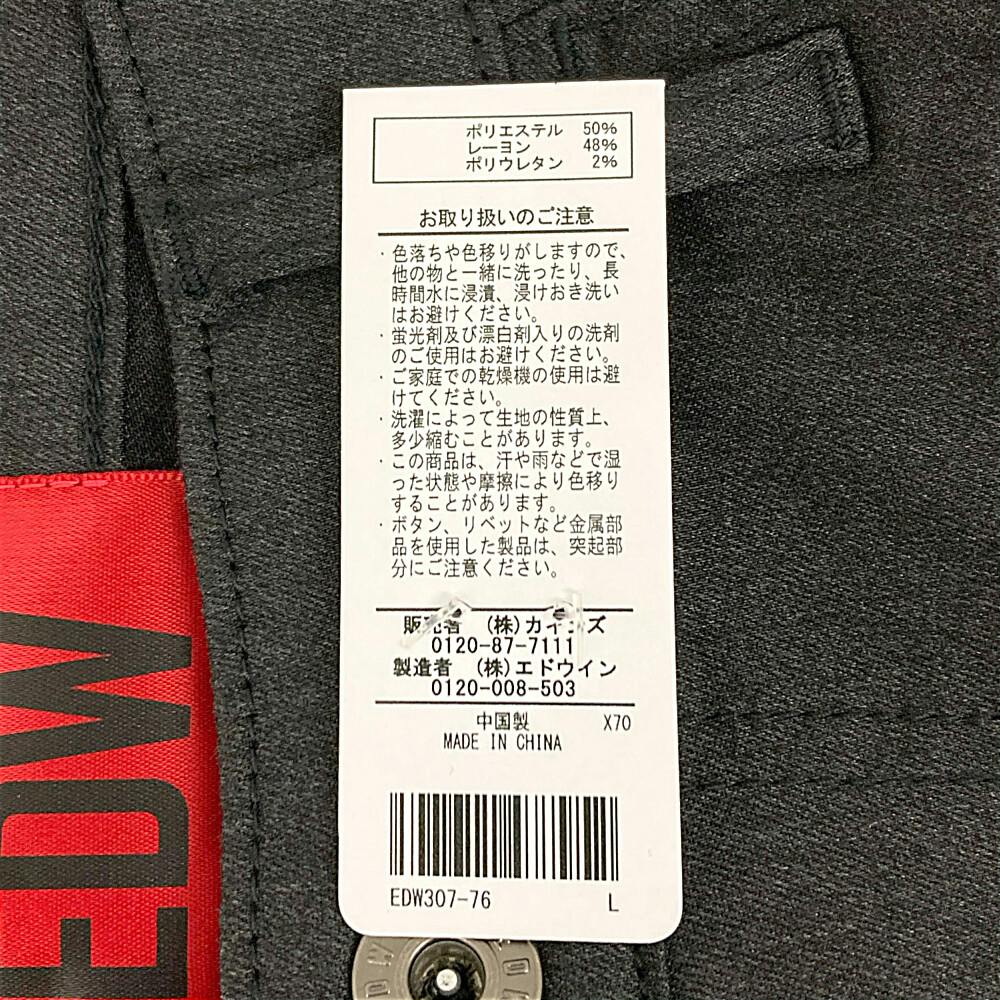 ポリエステル 50%
レーヨン 48%
ポリウレタン 2%
お取り扱いのご注意
・色落ちや色移りがしますので、
他の物と一緒に洗ったり、長
時間水に浸漬、浸けおき洗い
はお避けください。
・蛍光剤及び漂白剤入りの洗剤
のご使用はお避けください。
・ご家庭での乾燥機の使用は避
けてください。
・洗濯によって生地の性質上、
多少縮むことがあります。
・この商品は、汗や雨などで湿
った状態や摩擦により色移り
することがあります。
・ボタン、リベットなど金属部
品を使用した製品は、突起部
分にご注意ください。
販売者 (株)カインズ
0120-87-7111
製造者 (株)エドウイン
0120-008-503
中国製 X70
MADE IN CHINA
EDW307-76 L
EDW